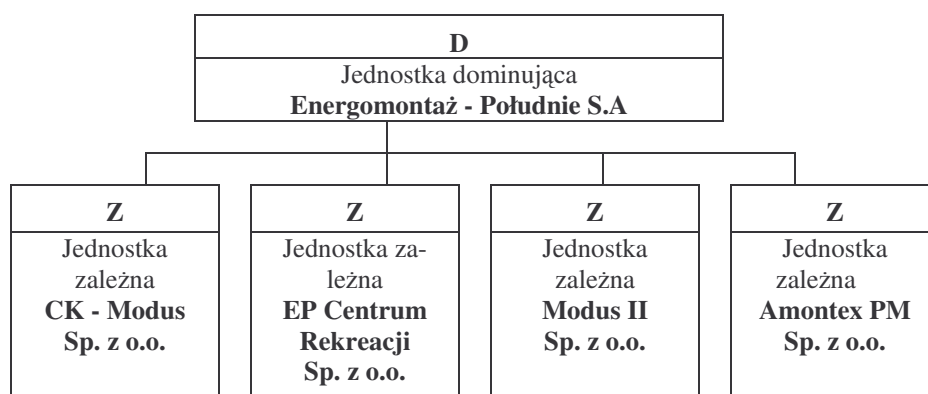 D
Jednostka dominująca
Energomontaż - Południe S.A
Z
Jednostka
zależna
CK - Modus
Sp. z o.o.
Z
Jednostka za-
leżna
EP Centrum
Rekreacji
Sp. z o.o.
Z
Jednostka
zależna
Modus II
Sp. z o.o.
Z
Jednostka
zależna
Amontex PM
Sp. z o.o.